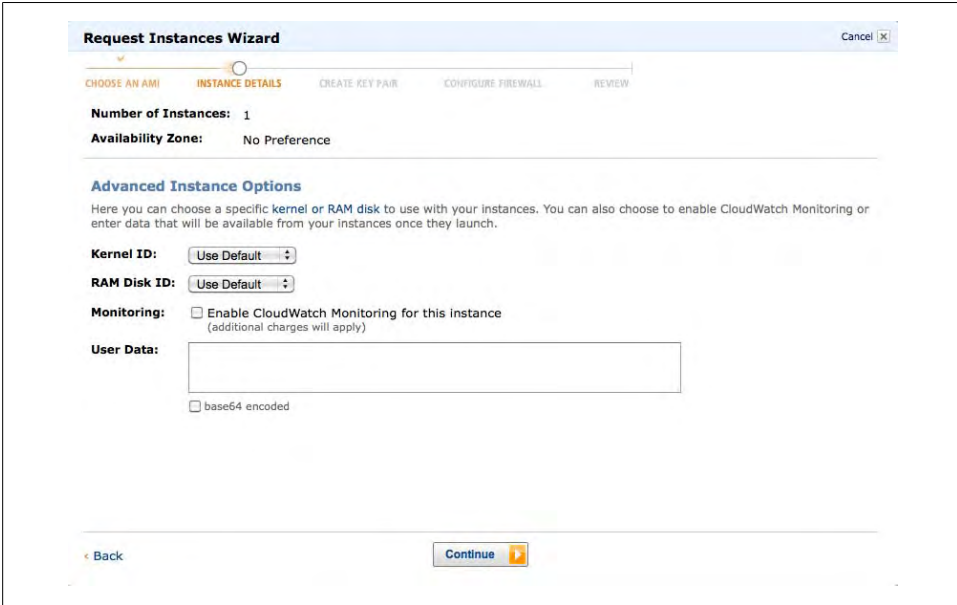 Request Instances Wizard
Cancel
CHOOSE AN AMI INSTANCE DETAILS CREATE KEY PAIR CONFIGURE FIREWALL REVIEW
Number of Instances: 1
Availability Zone: No Preference
Advanced Instance Options
Here you can choose a specific kernel or RAM disk to use with your instances. You can also choose to enable CloudWatch Monitoring or
enter data that will be available from your instances once they launch.
Kernel ID: Use Default
RAM Disk ID: Use Default
Monitoring: Enable CloudWatch Monitoring for this instance
(additional charges will apply)
User Data:
base64 encoded
Back
Continue